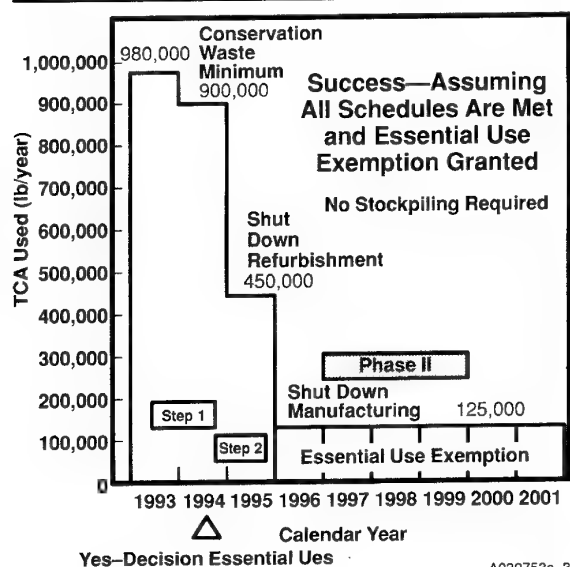 Conservation
Waste
Minimum
980,000
900,000
Success—Assuming
All Schedules Are Met
and Essential Use
Exemption Granted
No Stockpiling Required
TCA Used (lb/year)
1,000,000
900,000
800,000
700,000
600,000
500,000
400,000
300,000
200,000
100,000
0
Shut
Down
Refurbishment
450,000
Phase II
Shut Down
Manufacturing
125,000
Step 1
Step 2
Essential Use Exemption
1993 1994 1995 1996 1997 1998 1999 2000 2001
Calendar Year
Yes–Decision Essential Ues